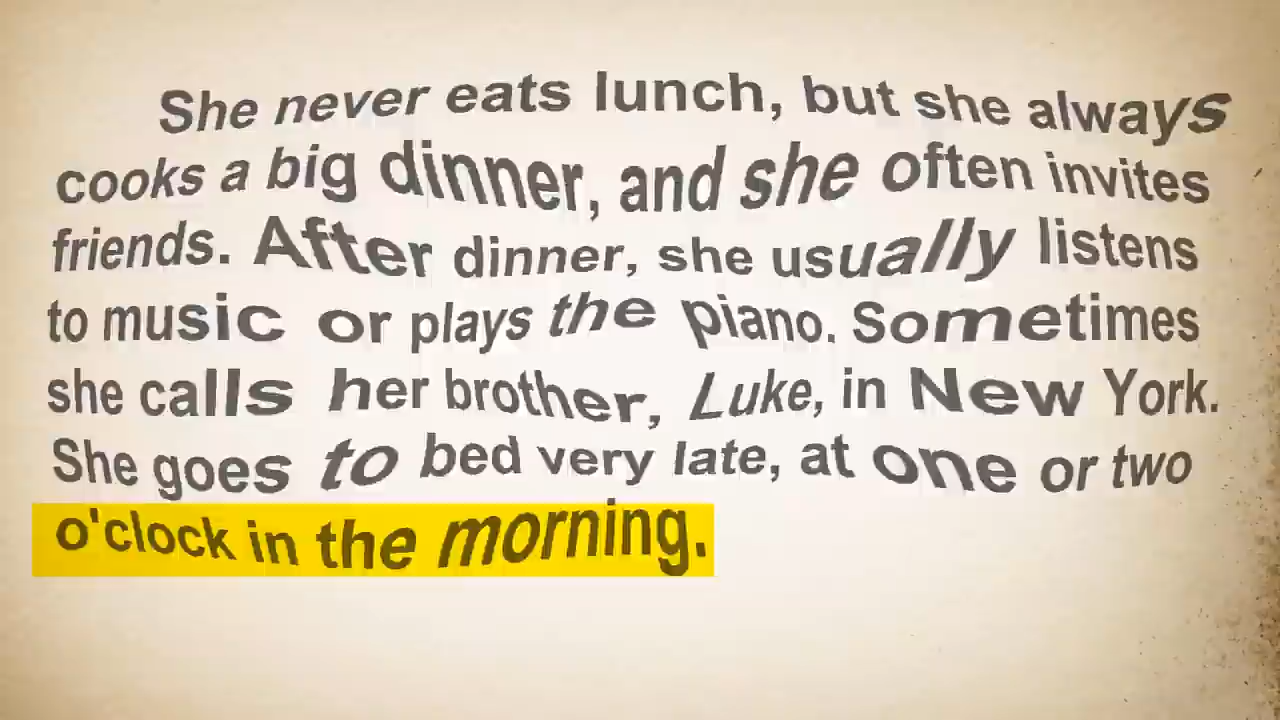 She never eats lunch, but she always
cooks a big dinner, and she often invites
friends. After dinner, she usually listens
to music or plays the piano. Sometimes
she calls her brother, Luke, in New York.
She goes to bed very late, at one or two
o'clock in the morning.